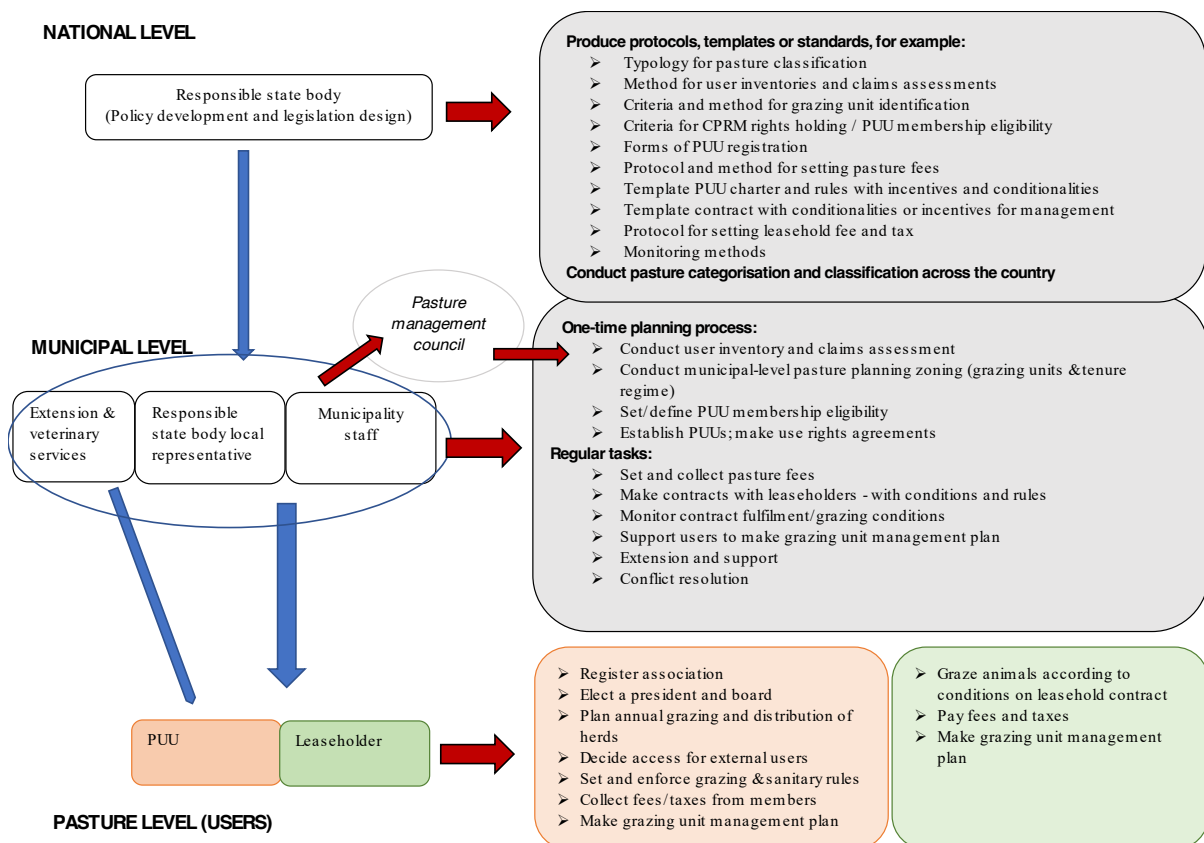 NATIONAL LEVEL
Responsible state body
(Policy development and legislation design)
Produce protocols, templates or standards, for example:
➢ Typology for pasture classification
➢ Method for user inventories and claims assessments
➢ Criteria and method for grazing unit identification
➢ Criteria for CPRM rights holding / PUU membership eligibility
➢ Forms of PUU registration
➢ Protocol and method for setting pasture fees
➢ Template PUU charter and rules with incentives and conditionalities
➢ Template contract with conditionalities or incentives for management
➢ Protocol for setting leasehold fee and tax
➢ Monitoring methods
Conduct pasture categorisation and classification across the country
Pasture
management
council
MUNICIPAL LEVEL
Extension &
veterinary
services
Responsible
state body local
representative
Municipality
staff
One-time planning process:
➢ Conduct user inventory and claims assessment
➢ Conduct municipal-level pasture planning zoning (grazing units & tenure
regime)
➢ Set/define PUU membership eligibility
➢ Establish PUUs; make use rights agreements
Regular tasks:
➢ Set and collect pasture fees
➢ Make contracts with leaseholders - with conditions and rules
➢ Monitor contract fulfilment/grazing conditions
➢ Support users to make grazing unit management plan
➢ Extension and support
➢ Conflict resolution
PUU
Leaseholder
PASTURE LEVEL (USERS)
➢ Register association
➢ Elect a president and board
➢ Plan annual grazing and distribution of
herds
➢ Decide access for external users
➢ Set and enforce grazing & sanitary rules
➢ Collect fees/taxes from members
➢ Make grazing unit management plan
➢ Graze animals according to
conditions on leasehold contract
➢ Pay fees and taxes
➢ Make grazing unit management
plan